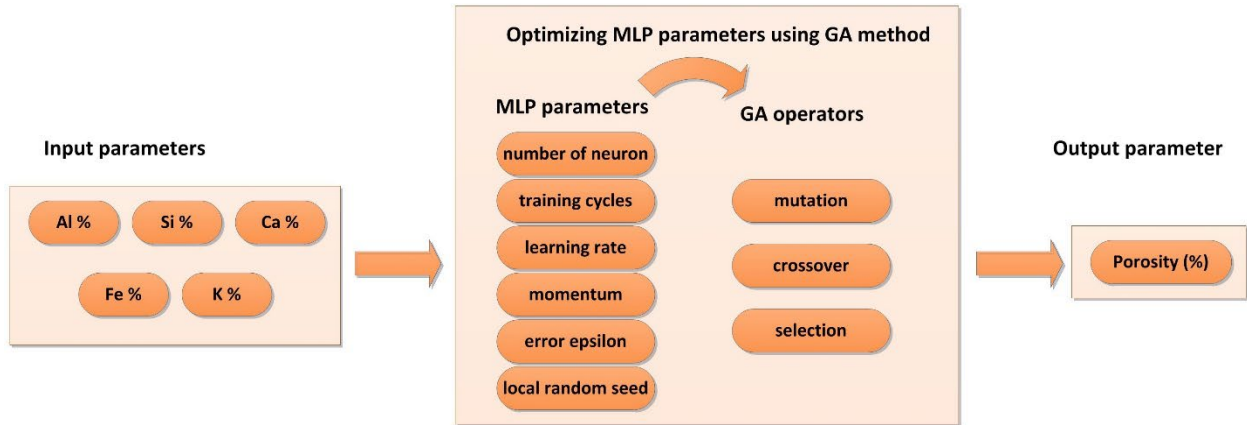 Optimizing MLP parameters using GA method
Input parameters
Al %
Si %
Ca %
Fe %
K %
MLP parameters
number of neuron
training cycles
learning rate
momentum
error epsilon
local random seed
GA operators
mutation
crossover
selection
Output parameter
Porosity (%)